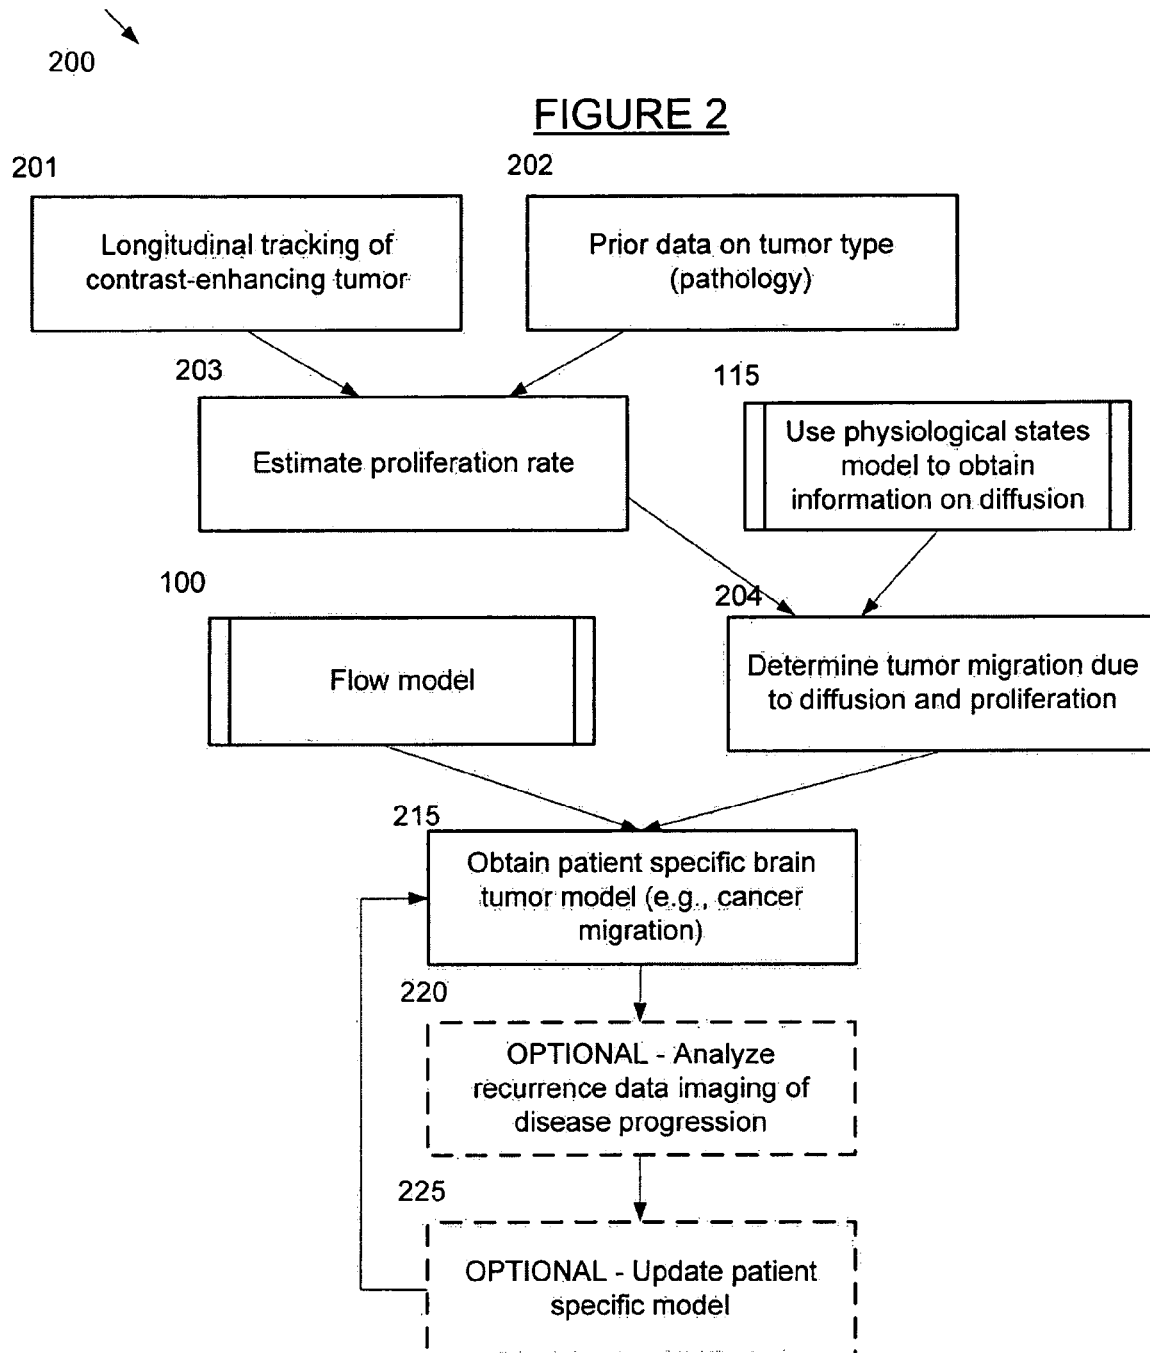 200
FIGURE 2
201
202
Longitudinal tracking of
contrast-enhancing tumor
Prior data on tumor type
(pathology)
203
115
Estimate proliferation rate
Use physiological states
model to obtain
information on diffusion
100
204
Flow model
Determine tumor migration due
to diffusion and proliferation
215
Obtain patient specific brain
tumor model (e.g., cancer
migration)
220
OPTIONAL - Analyze
recurrence data imaging of
disease progression
225
OPTIONAL - Update patient
specific model